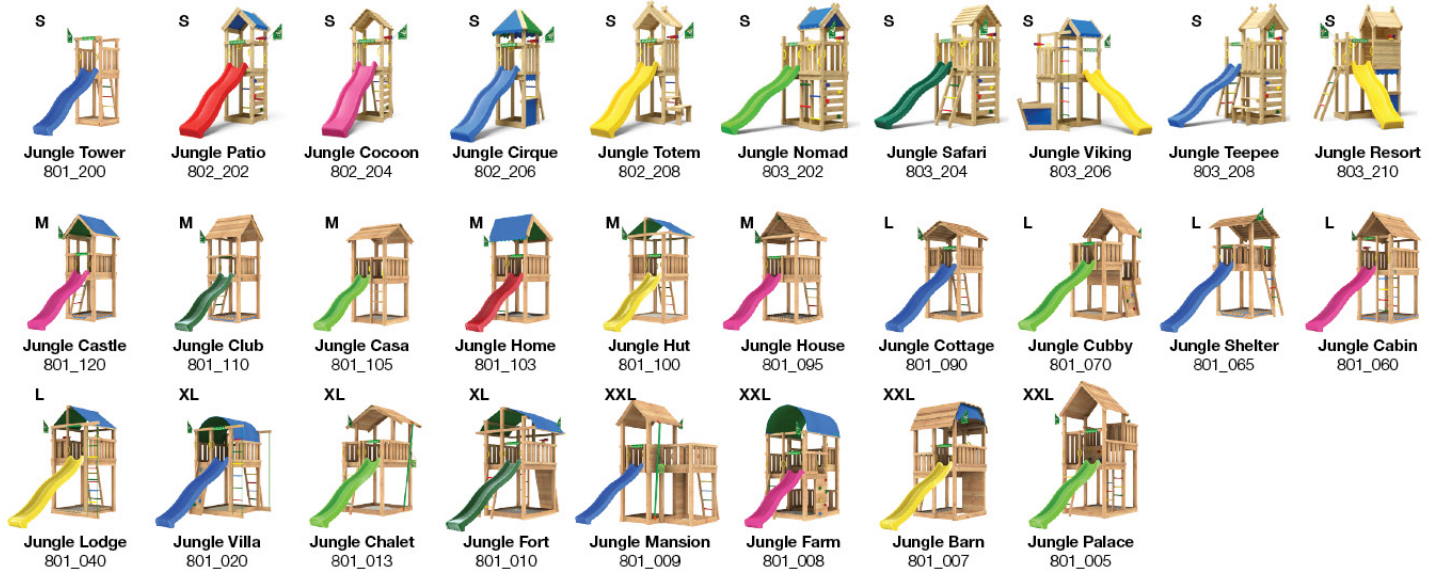 S S S S S S S S S S
Jungle Tower Jungle Patio Jungle Cocoon Jungle Cirque Jungle Totem Jungle Nomad Jungle Safari Jungle Viking Jungle Teepee Jungle Resort
801_200 802_202 802_204 802_206 802_208 803_202 803_204 803_206 803_208 803_210
M M M M M M L L L L
Jungle Castle Jungle Club Jungle Casa Jungle Home Jungle Hut Jungle House Jungle Cottage Jungle Cubby Jungle Shelter Jungle Cabin
801_120 801_110 801_105 801_103 801_100 801_095 801_090 801_070 801_065 801_060
L XL XL XL XXL XXL XXL XXL
Jungle Lodge Jungle Villa Jungle Chalet Jungle Fort Jungle Mansion Jungle Farm Jungle Barn Jungle Palace
801_040 801_020 801_013 801_010 801_009 801_008 801_007 801_005